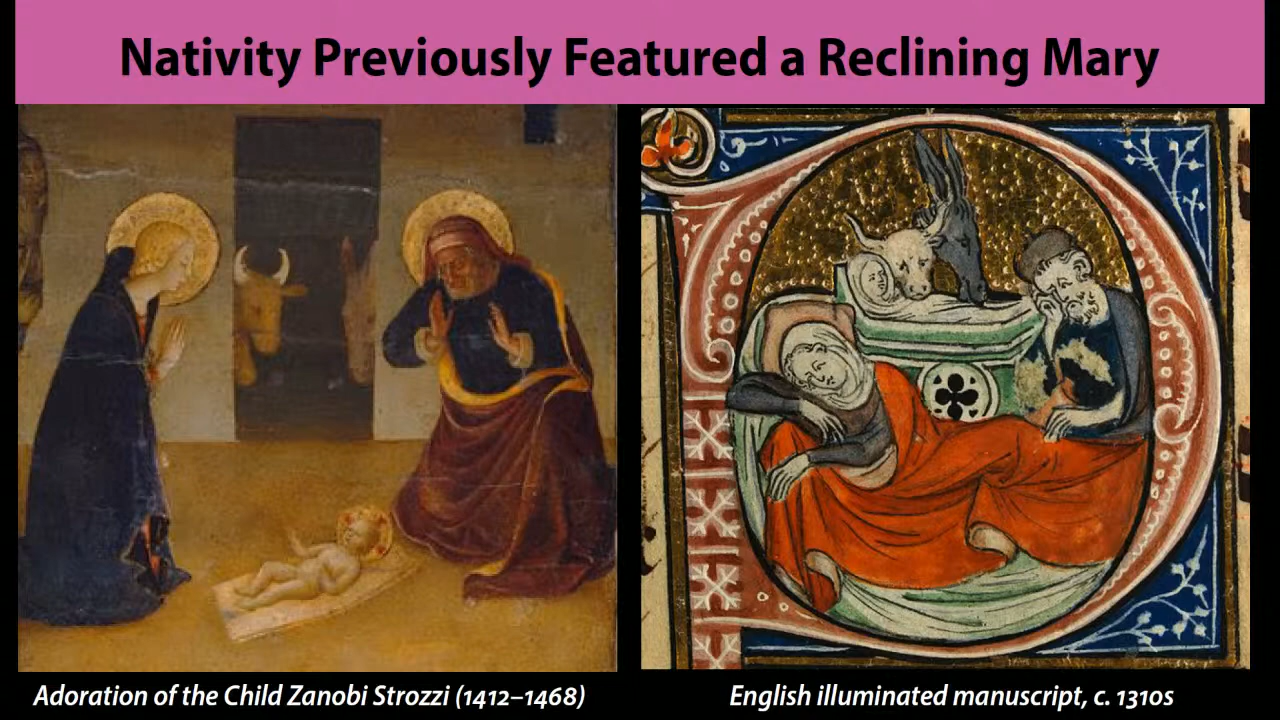 Nativity Previously Featured a Reclining Mary
Adoration of the Child Zanobi Strozzi (1412–1468)
English illuminated manuscript, c. 1310s